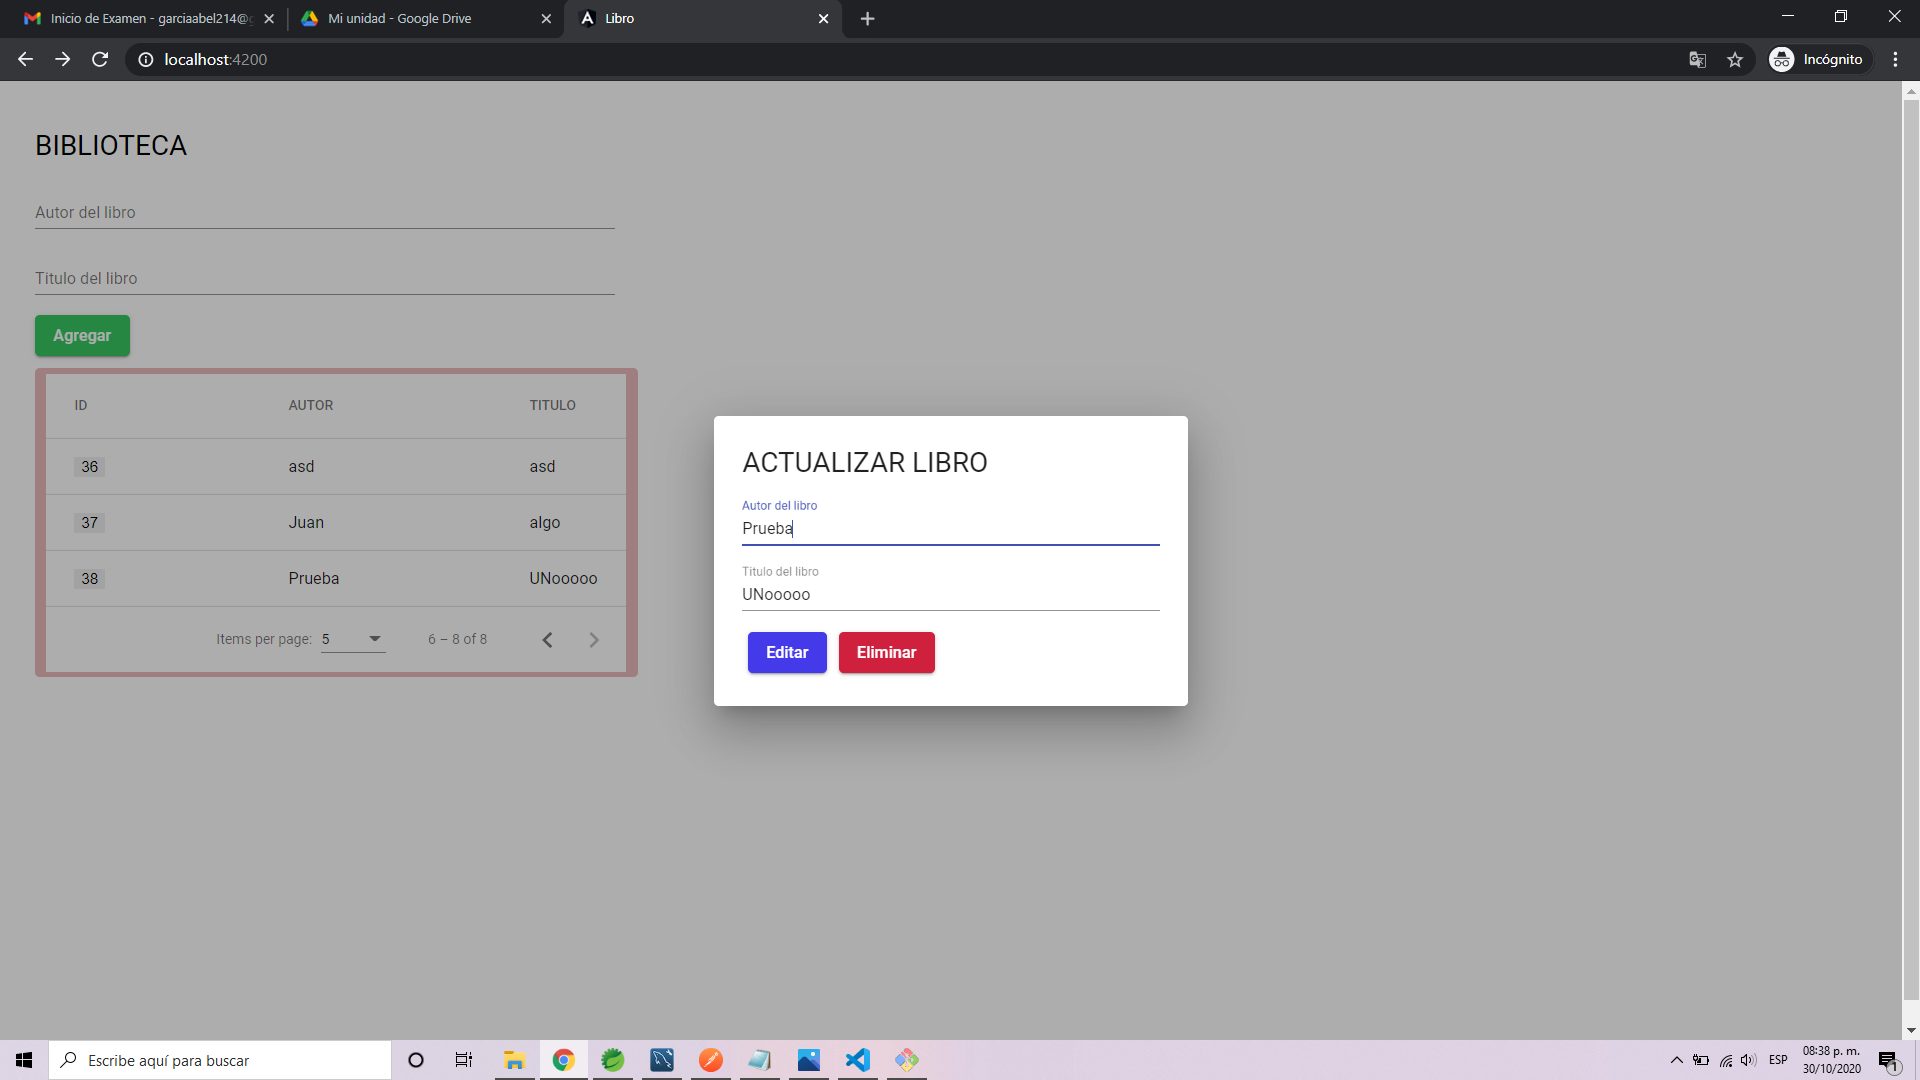 Inicio de Examen - garciaabel214@g
Mi unidad - Google Drive
Libro
localhost:4200
Incógnito
BIBLIOTECA
Autor del libro
Titulo del libro
Agregar
ID AUTOR TITULO
36 asd asd
37 Juan algo
38 Prueba UNooooo
Items per page: 5 6 – 8 of 8
ACTUALIZAR LIBRO
Autor del libro
Prueba
Titulo del libro
UNooooo
Editar Eliminar
Escribe aquí para buscar
ESP
08:38 p. m.
30/10/2020
1